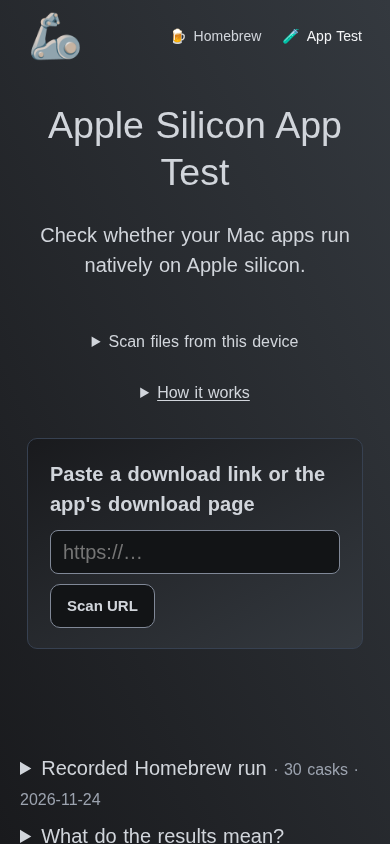 Homebrew App Test
Apple Silicon App
Test
Check whether your Mac apps run
natively on Apple silicon.
Scan files from this device
How it works
Paste a download link or the
app's download page
https://…
Scan URL
Recorded Homebrew run · 30 casks ·
2026-11-24
What do the results mean?